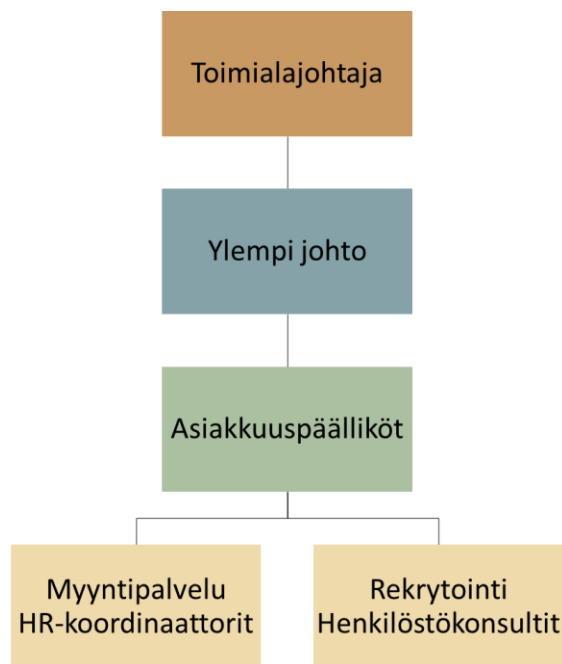 Toimialajohtaja
Ylempi johto
Asiakkuuspäälliköt
Myyntipalvelu
HR-koordinaattorit
Rekrytointi
Henkilöstökonsultit